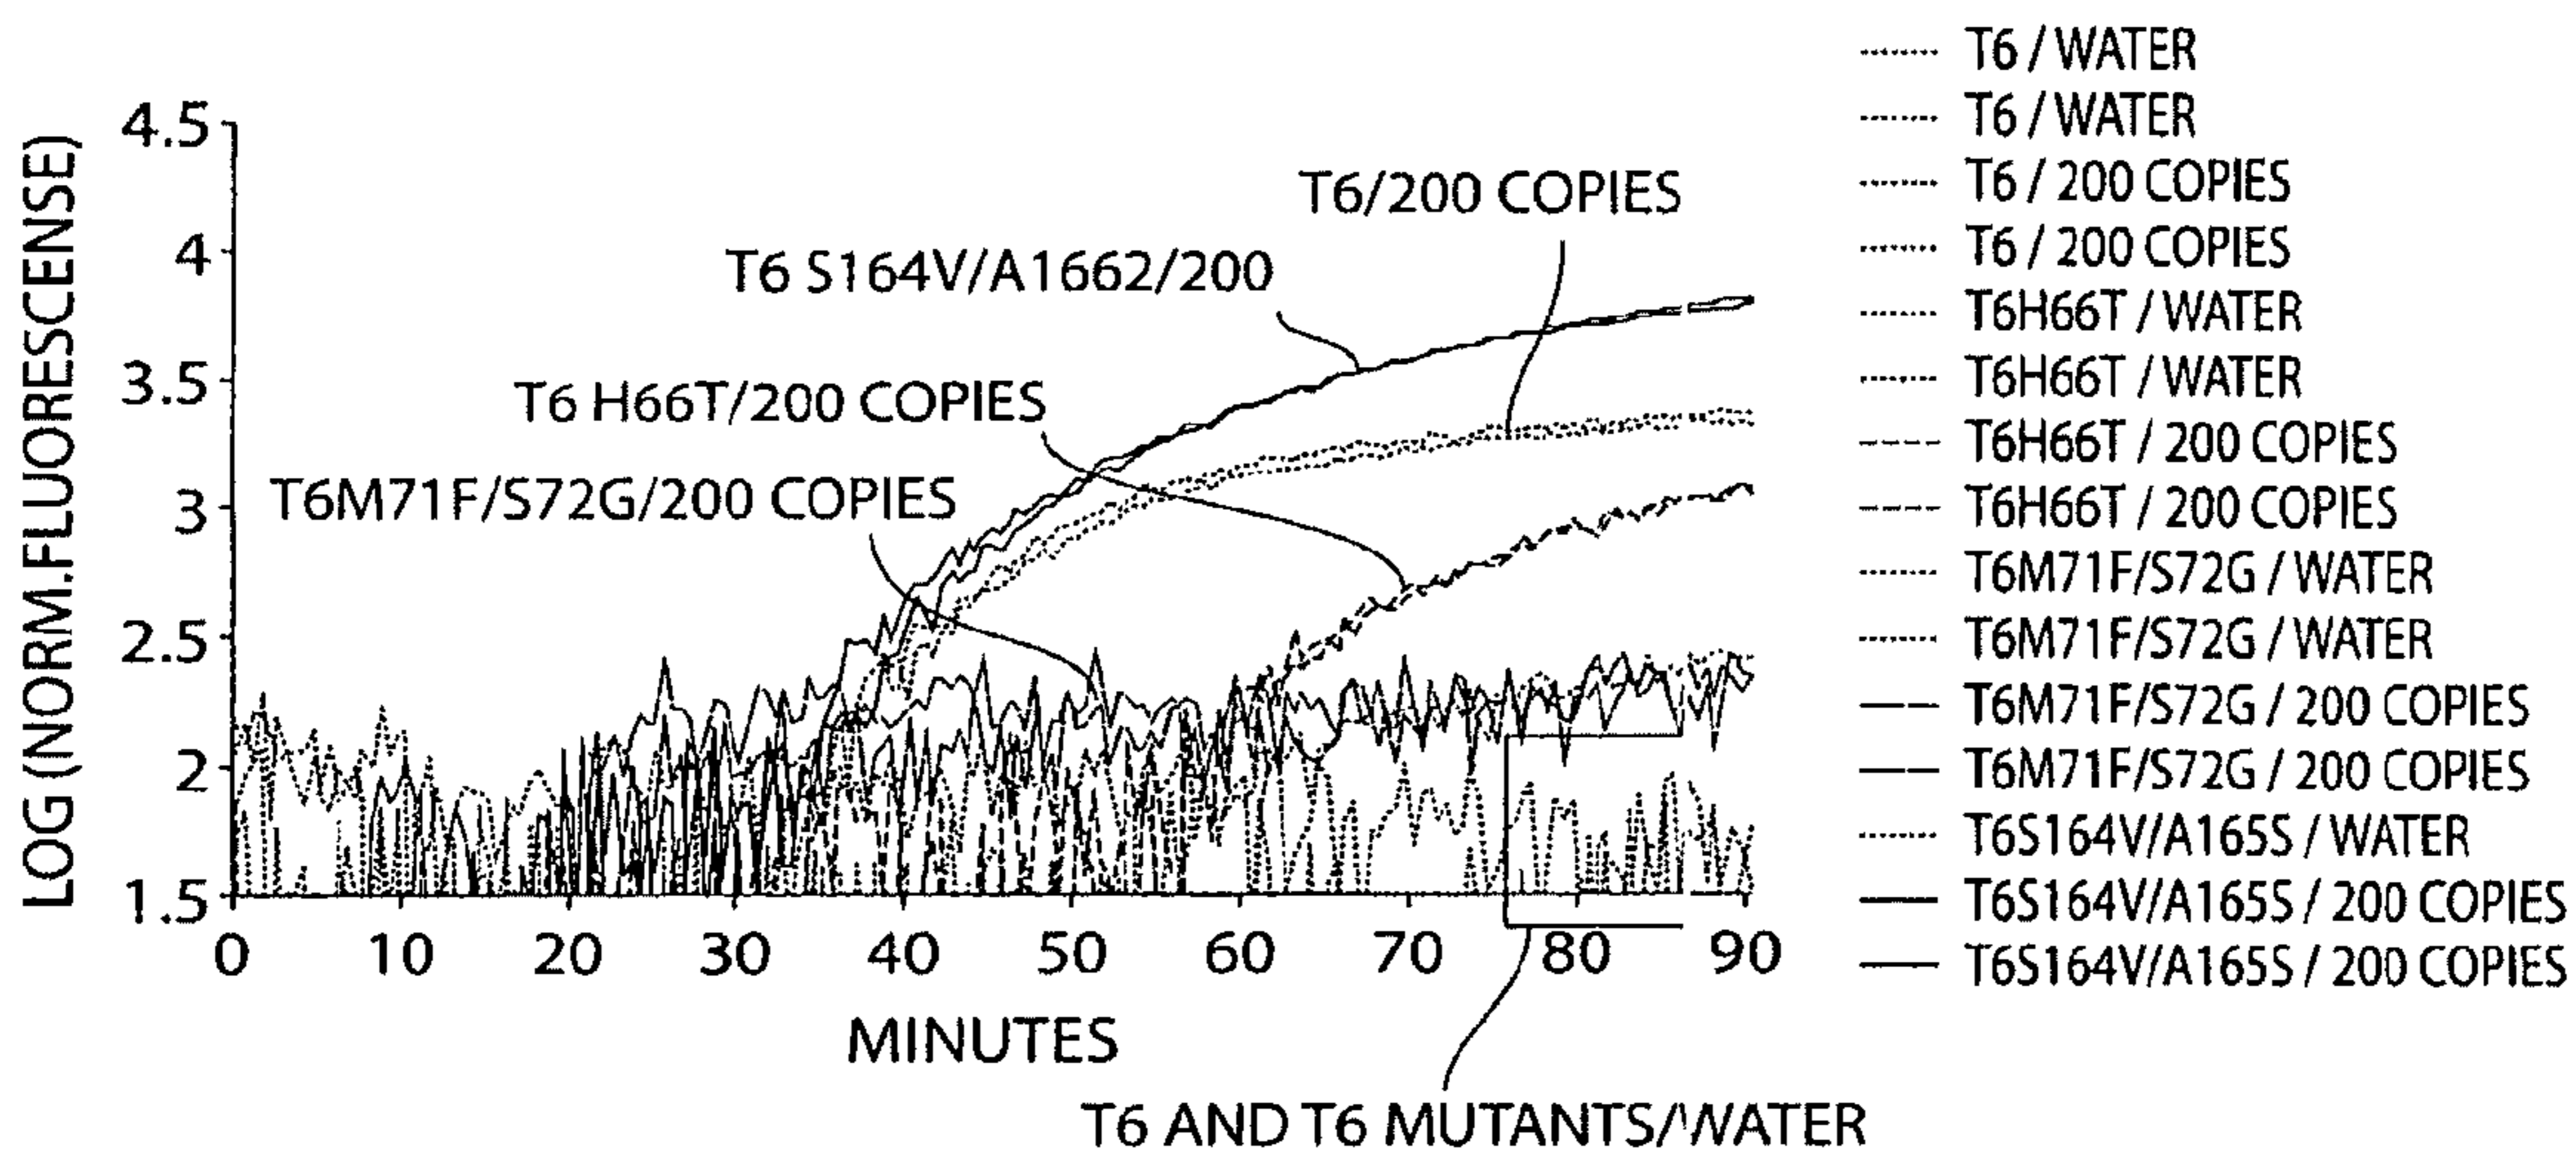 LOG (NORM.FLUORESCENSE)
4.5
4
3.5
3
2.5
2
1.5
0 10 20 30 40 50 60 70 80 90
MINUTES
T6/200 COPIES
T6 S164V/A1662/200
T6 H66T/200 COPIES
T6M71F/S72G/200 COPIES
T6 AND T6 MUTANTS/WATER
T6 / WATER
T6 / WATER
T6 / 200 COPIES
T6 / 200 COPIES
T6H66T / WATER
T6H66T / WATER
T6H66T / 200 COPIES
T6H66T / 200 COPIES
T6M71F/S72G / WATER
T6M71F/S72G / WATER
T6M71F/S72G / 200 COPIES
T6M71F/S72G / 200 COPIES
T6S164V/A165S / WATER
T6S164V/A165S / 200 COPIES
T6S164V/A165S / 200 COPIES